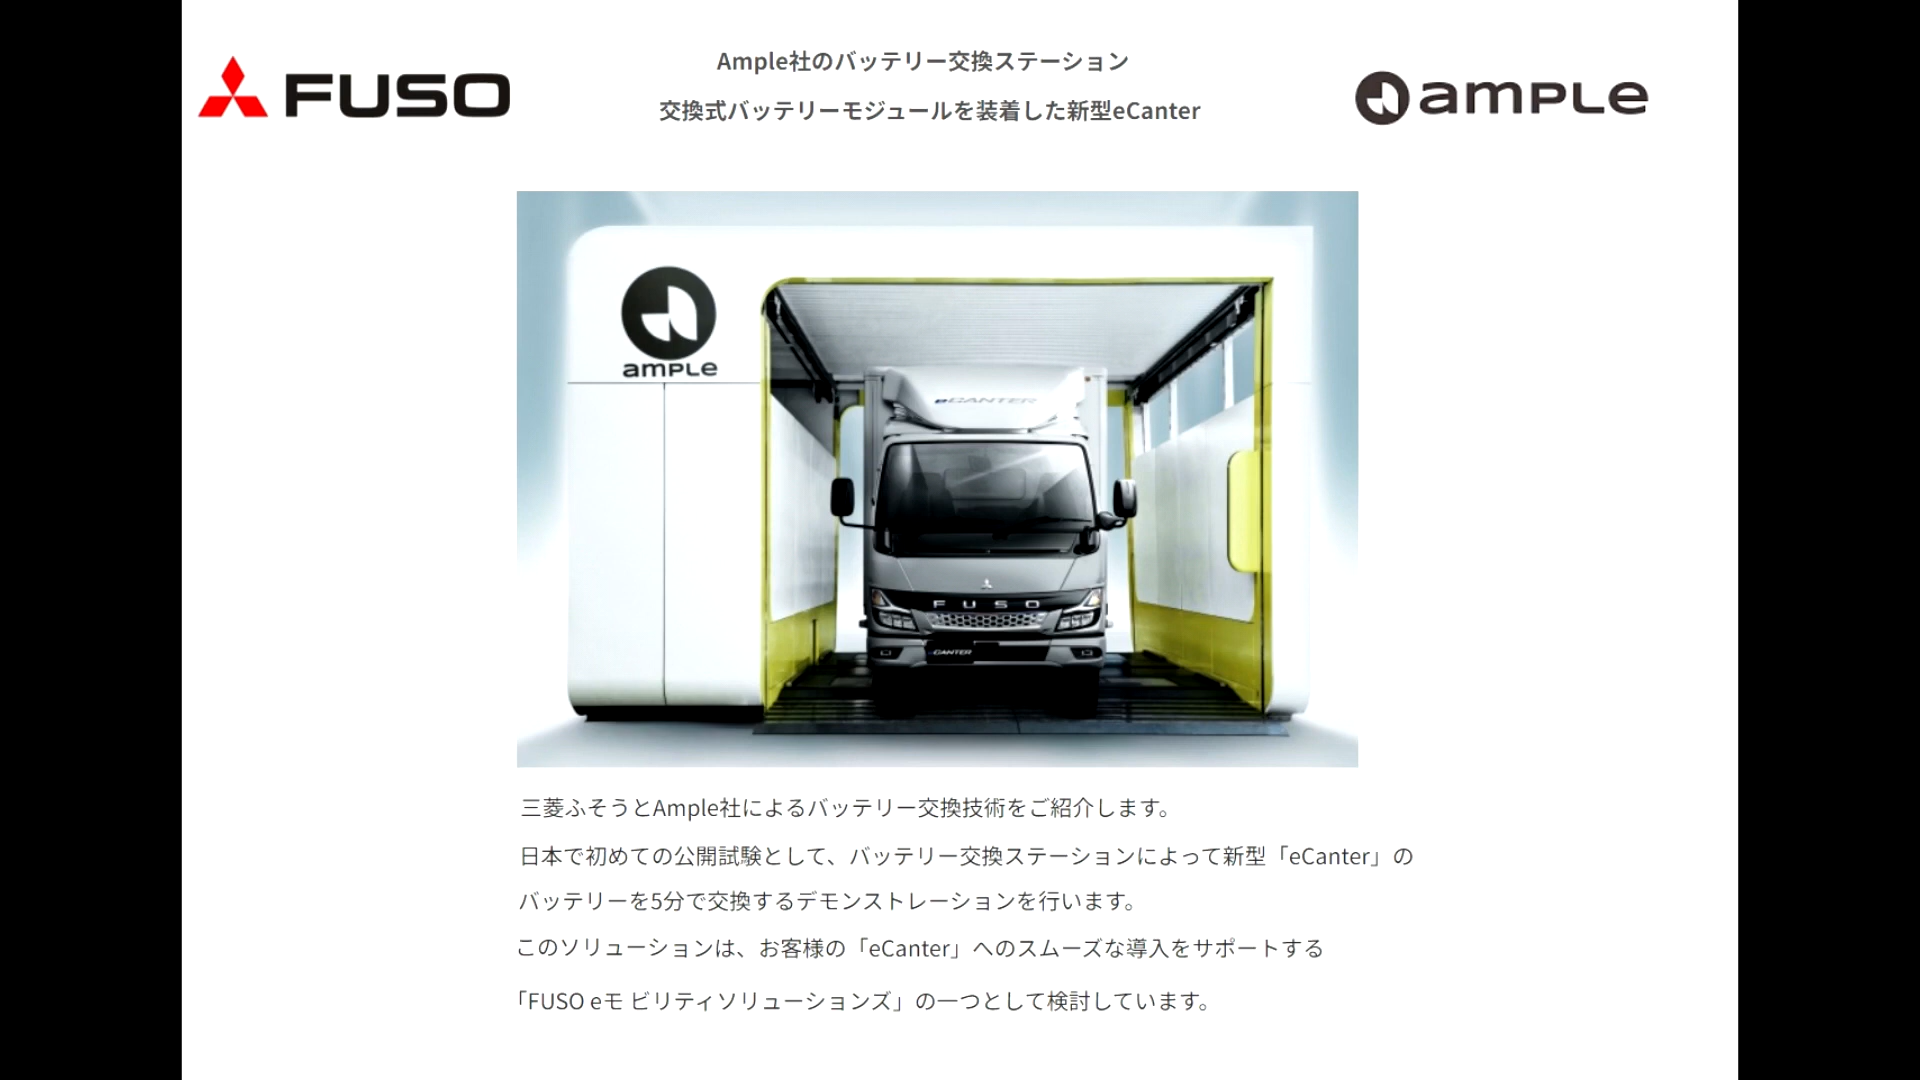 FUSO
Ample社のバッテリー交換ステーション
交換式バッテリーモジュールを装着した新型eCanter
ample
ample
eCANTER
FUSO
eCANTER
三菱ふそうとAmple社によるバッテリー交換技術をご紹介します。
日本で初めての公開試験として、バッテリー交換ステーションによって新型「eCanter」の
バッテリーを5分で交換するデモンストレーションを行います。
このソリューションは、お客様の「eCanter」へのスムーズな導入をサポートする
「FUSO eモ ビリティソリューションズ」の一つとして検討しています。